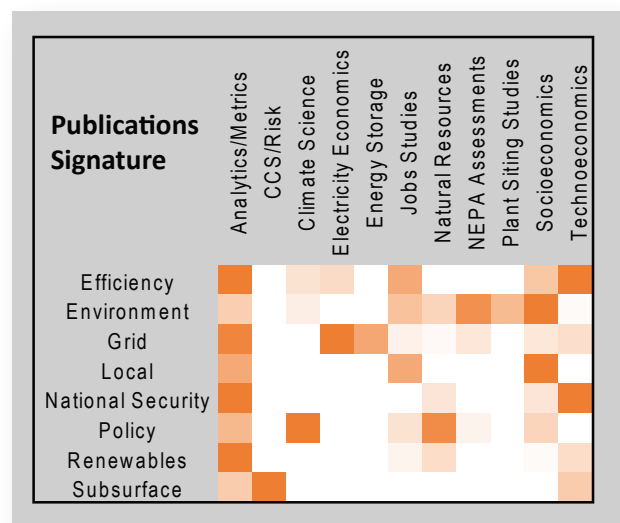 Publications
Signature
Analytics/Metrics
CCS/Risk
Climate Science
Electricity Economics
Energy Storage
Jobs Studies
Natural Resources
NEPA Assessments
Plant Siting Studies
Socioeconomics
Technoeconomics
Efficiency
Environment
Grid
Local
National Security
Policy
Renewables
Subsurface